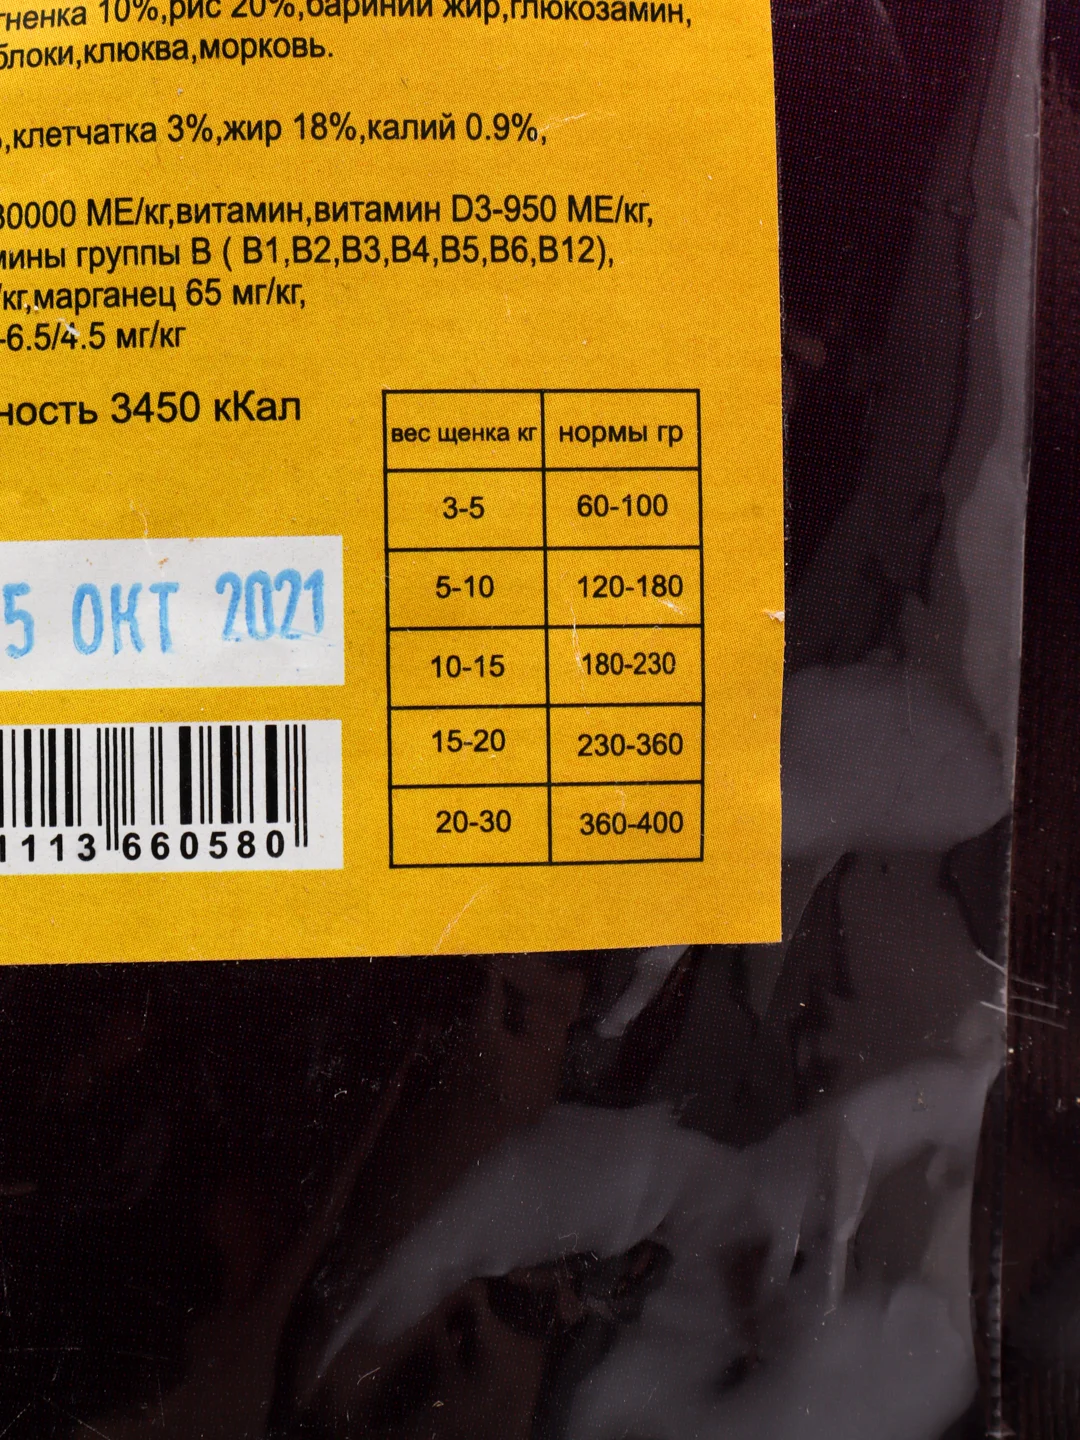 гненка 10%,рис 20%,бариний жир,глюкозамин,
блоки,клюква,морковь.
,клетчатка 3%,жир 18%,калий 0.9%,
30000 МЕ/кг,витамин,витамин D3-950 МЕ/кг,
мины группы В ( В1,В2,В3,В4,В5,В6,В12),
/кг,марганец 65 мг/кг,
-6.5/4.5 мг/кг
ность 3450 кКал
вес щенка кг нормы гр
3-5 60-100
5-10 120-180
10-15 180-230
15-20 230-360
20-30 360-400
5 ОКТ 2021
1113 660580